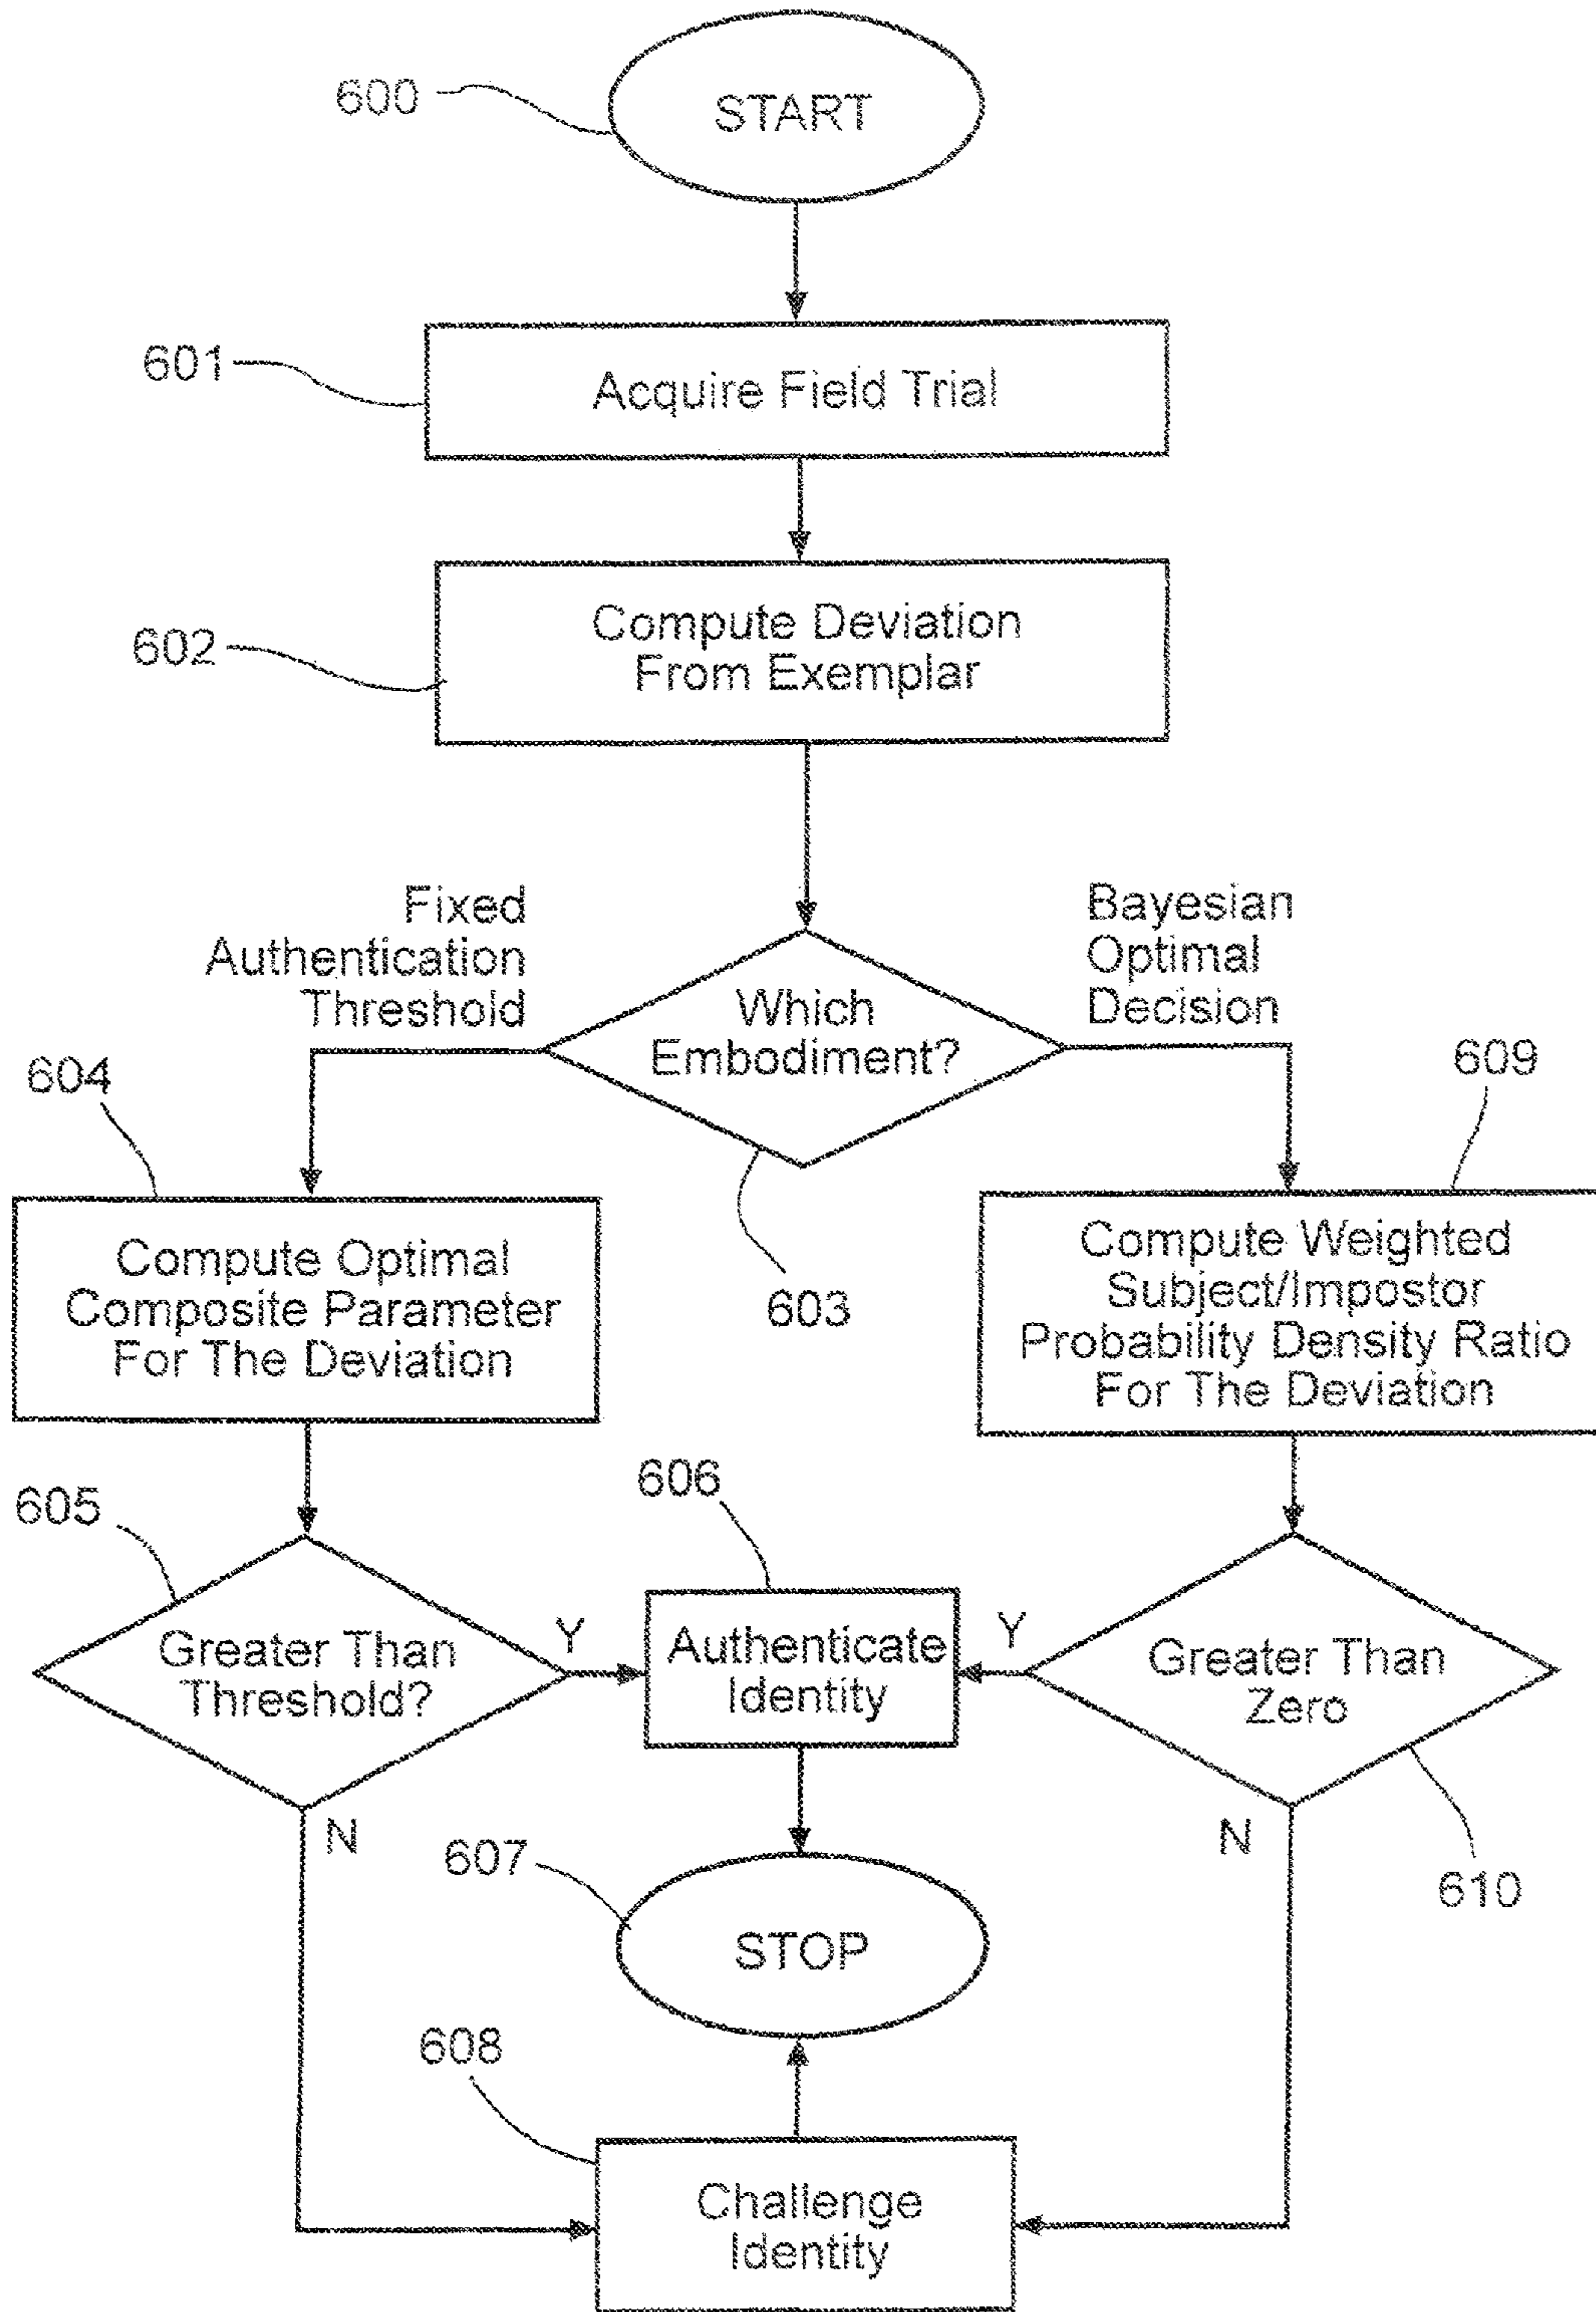 600
START
601
Acquire Field Trial
602
Compute Deviation
From Exemplar
Fixed
Authentication
Threshold
Bayesian
Optimal
Decision
Which
Embodiment?
603
604
Compute Optimal
Composite Parameter
For The Deviation
609
Compute Weighted
Subject/Impostor
Probability Density Ratio
For The Deviation
605
Greater Than
Threshold?
Y
N
606
Authenticate
Identity
Y
Greater Than
Zero
N
610
607
STOP
608
Challenge
Identity